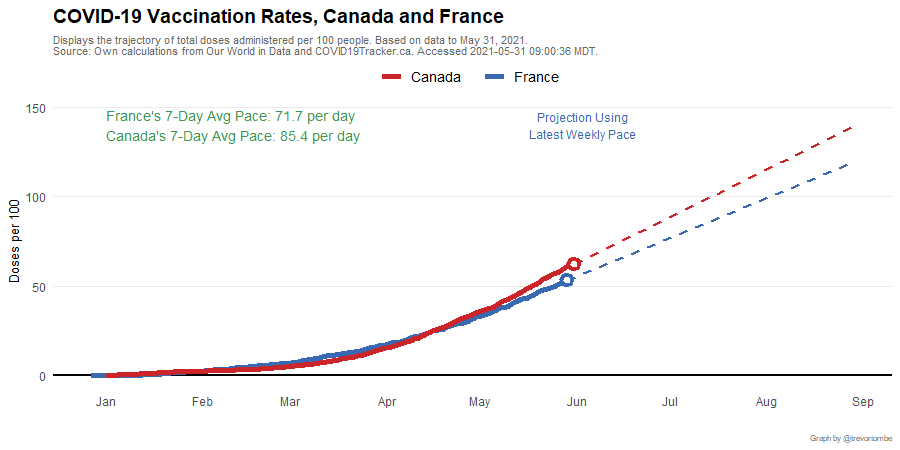 COVID-19 Vaccination Rates, Canada and France
Displays the trajectory of total doses administered per 100 people. Based on data to May 31, 2021.
Source: Own calculations from Our World in Data and COVID19Tracker.ca. Accessed 2021-05-31 09:00:36 MDT.
Canada France
France's 7-Day Avg Pace: 71.7 per day
Canada's 7-Day Avg Pace: 85.4 per day
Projection Using
Latest Weekly Pace
Doses per 100
150
100
50
0
Jan Feb Mar Apr May Jun Jul Aug Sep
Graph by @trevortombe